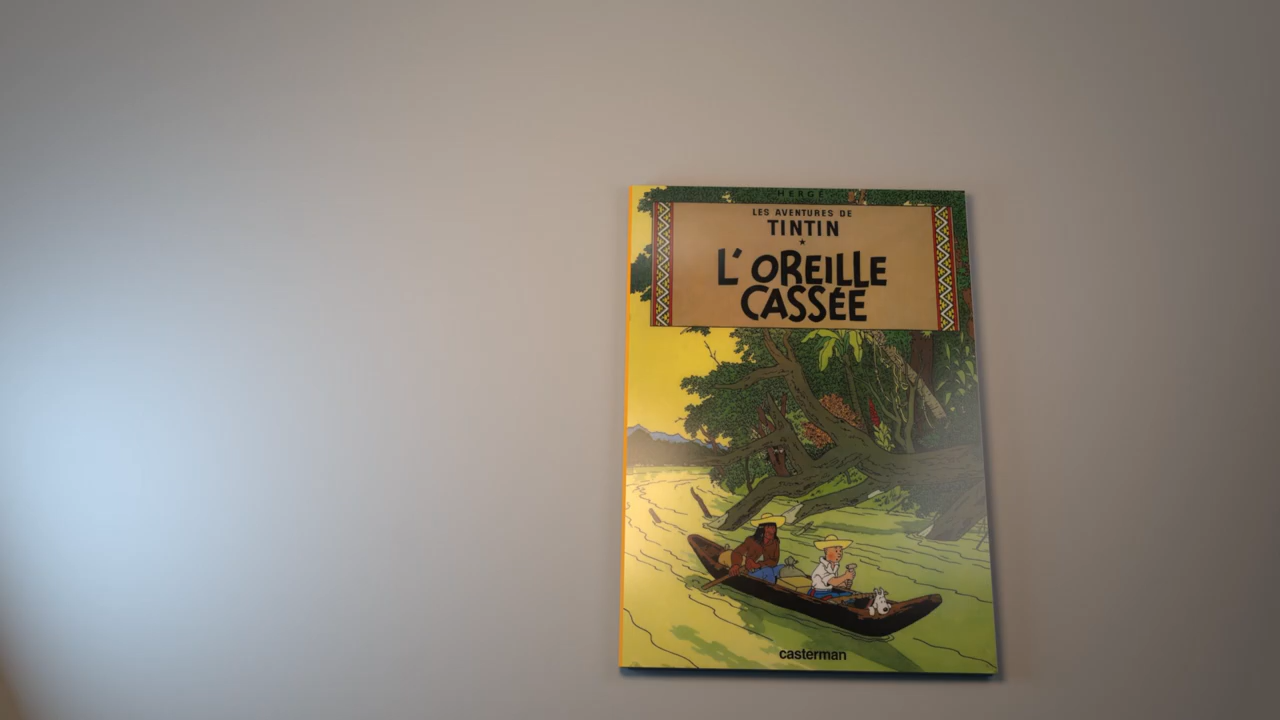 HERGÉ
LES AVENTURES DE
TINTIN
L'OREILLE
CASSÉE
casterman